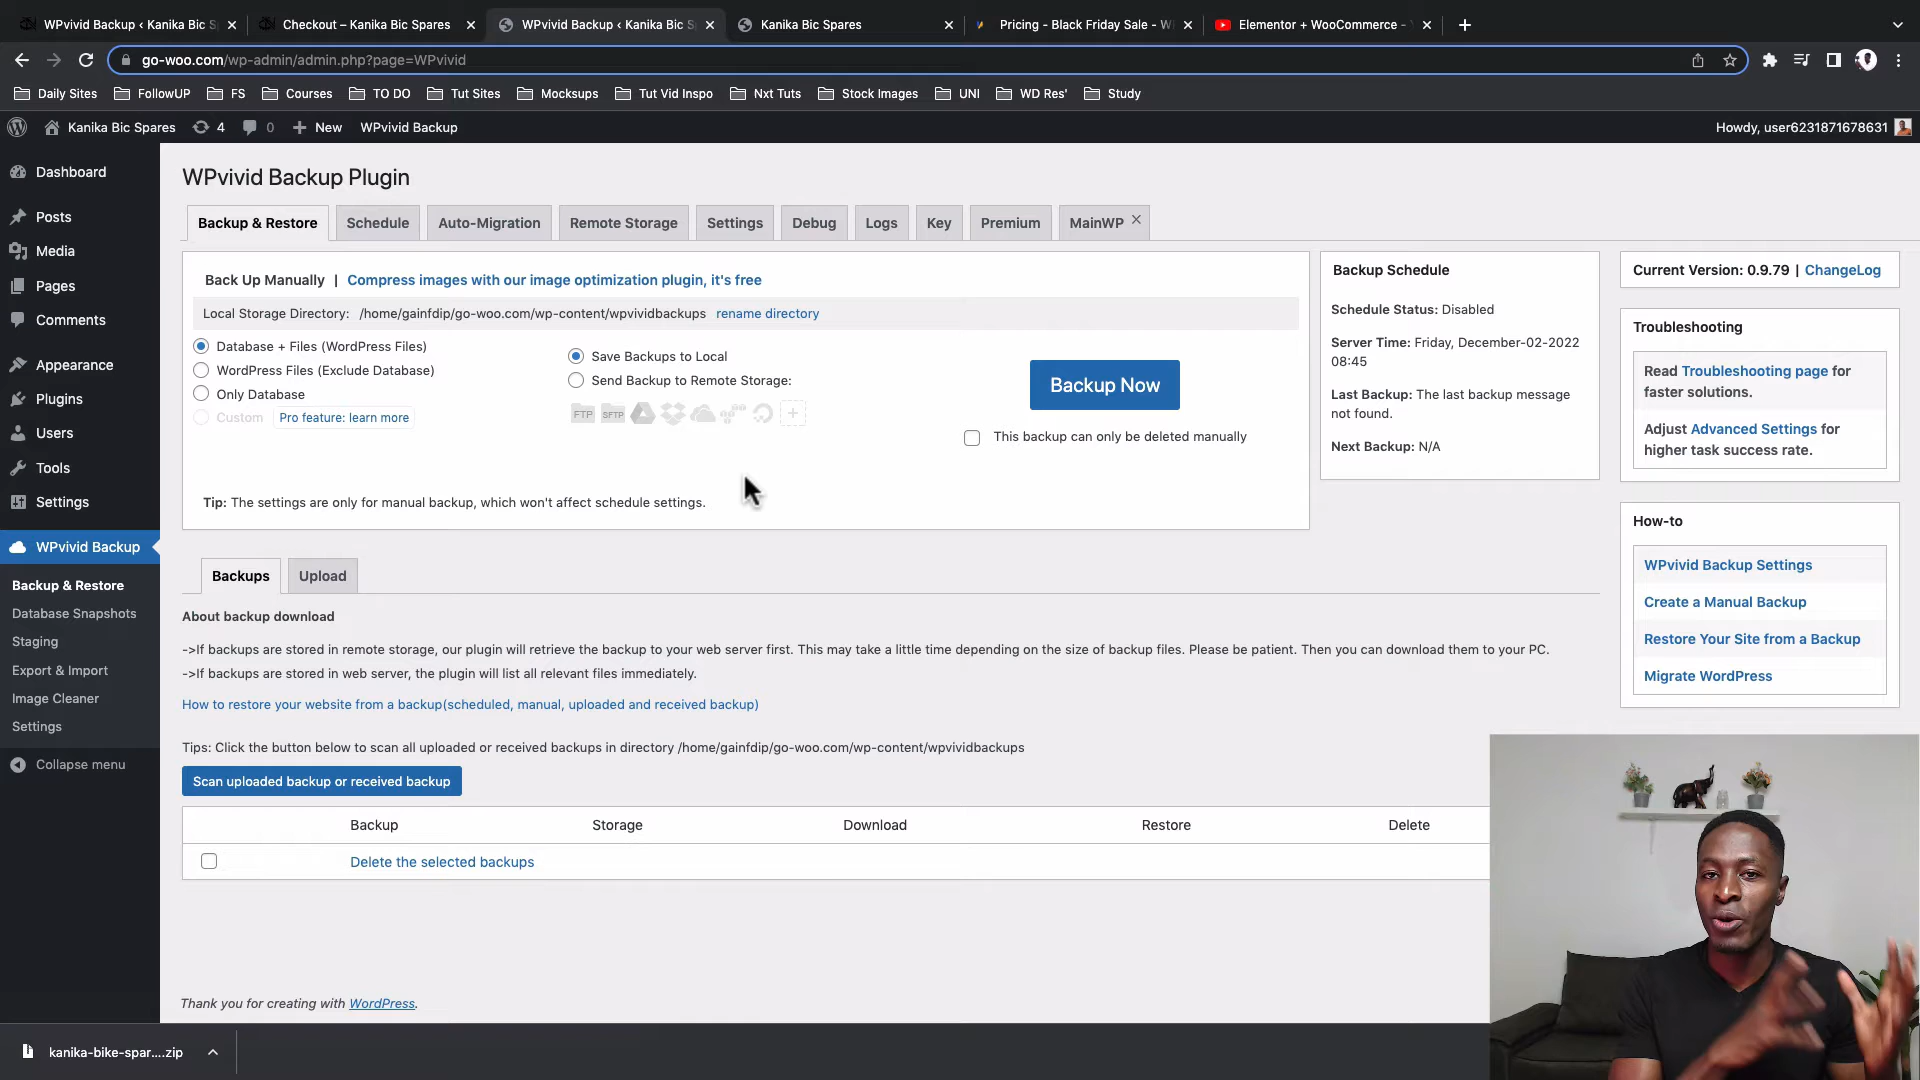 WPvivid Backup ‹ Kanika Bic S
Checkout – Kanika Bic Spares
WPvivid Backup ‹ Kanika Bic S
Kanika Bic Spares
Pricing - Black Friday Sale - W
Elementor + WooCommerce -
go-woo.com/wp-admin/admin.php?page=WPvivid
Daily Sites
FollowUP
FS
Courses
TO DO
Tut Sites
Mocksups
Tut Vid Inspo
Nxt Tuts
Stock Images
UNI
WD Res'
Study
Kanika Bic Spares
4
0
New
WPvivid Backup
Howdy, user6231871678631
Dashboard
Posts
Media
Pages
Comments
Appearance
Plugins
Users
Tools
Settings
WPvivid Backup
Backup & Restore
Database Snapshots
Staging
Export & Import
Image Cleaner
Settings
Collapse menu
WPvivid Backup Plugin
Backup & Restore
Schedule
Auto-Migration
Remote Storage
Settings
Debug
Logs
Key
Premium
MainWP
Back Up Manually | Compress images with our image optimization plugin, it's free
Local Storage Directory: /home/gainfdip/go-woo.com/wp-content/wpvividbackups rename directory
Database + Files (WordPress Files)
WordPress Files (Exclude Database)
Only Database
Custom Pro feature: learn more
Save Backups to Local
Send Backup to Remote Storage:
FTP
SFTP
Backup Now
This backup can only be deleted manually
Tip: The settings are only for manual backup, which won't affect schedule settings.
Backup Schedule
Schedule Status: Disabled
Server Time: Friday, December-02-2022
08:45
Last Backup: The last backup message
not found.
Next Backup: N/A
Current Version: 0.9.79 | ChangeLog
Troubleshooting
Read Troubleshooting page for
faster solutions.
Adjust Advanced Settings for
higher task success rate.
How-to
WPvivid Backup Settings
Create a Manual Backup
Restore Your Site from a Backup
Migrate WordPress
Backups
Upload
About backup download
->If backups are stored in remote storage, our plugin will retrieve the backup to your web server first. This may take a little time depending on the size of backup files. Please be patient. Then you can download them to your PC.
->If backups are stored in web server, the plugin will list all relevant files immediately.
How to restore your website from a backup(scheduled, manual, uploaded and received backup)
Tips: Click the button below to scan all uploaded or received backups in directory /home/gainfdip/go-woo.com/wp-content/wpvividbackups
Scan uploaded backup or received backup
Backup
Storage
Download
Restore
Delete
Delete the selected backups
Thank you for creating with WordPress.
kanika-bike-spar....zip